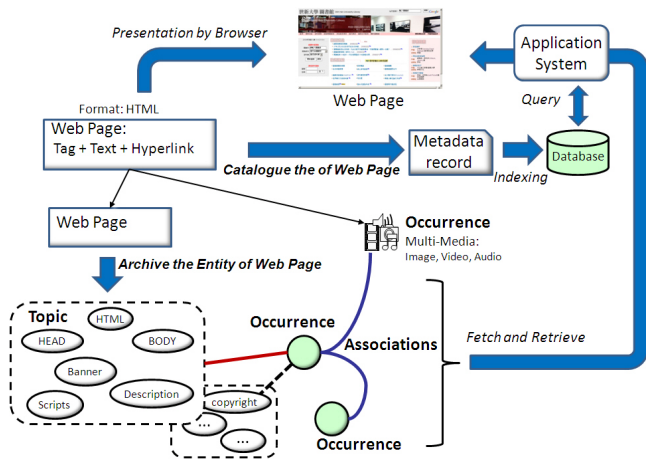 Presentation by Browser
Web Page
Application
System
Format: HTML
Web Page:
Tag + Text + Hyperlink
Query
Catalogue the of Web Page
Metadata
record
Indexing
Database
Web Page
Occurrence
Multi-Media:
Image, Video, Audio
Archive the Entity of Web Page
Topic
HTML
HEAD
BODY
Banner
Description
Scripts
Occurrence
Associations
Fetch and Retrieve
copyright
...
...
Occurrence